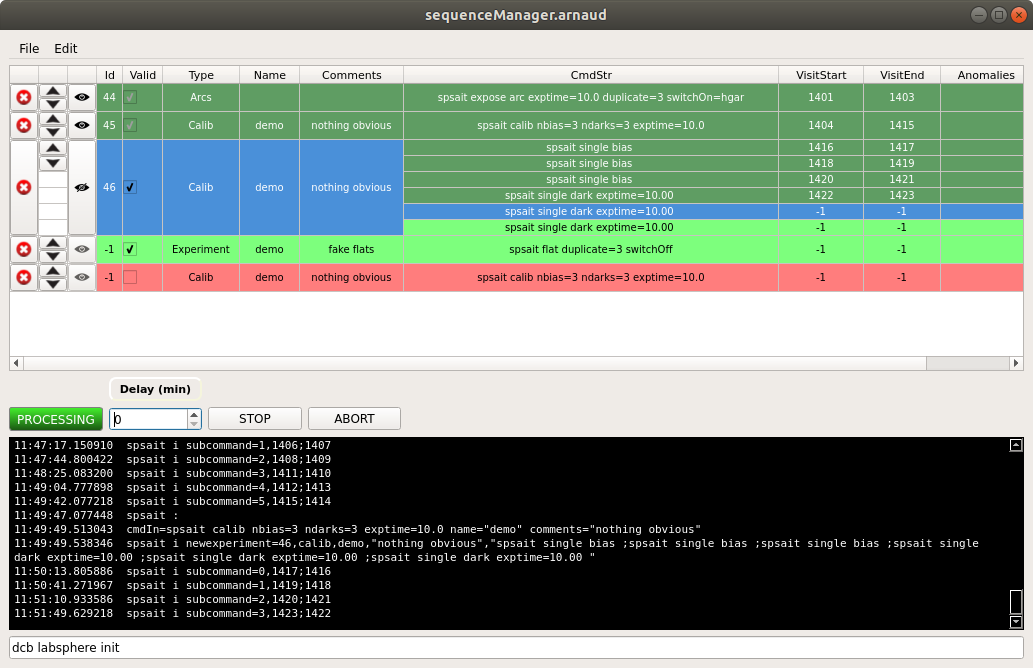 sequenceManager.arnaud
File Edit
Id Valid Type Name Comments CmdStr VisitStart VisitEnd Anomalies
44 Arcs spsait expose arc exptime=10.0 duplicate=3 switchOn=hgar 1401 1403
45 Calib demo nothing obvious spsait calib nbias=3 ndarks=3 exptime=10.0 1404 1415
spsait single bias 1416 1417
spsait single bias 1418 1419
spsait single bias 1420 1421
46 Calib demo nothing obvious
spsait single dark exptime=10.00 1422 1423
spsait single dark exptime=10.00 -1 -1
spsait single dark exptime=10.00 -1 -1
-1 Experiment demo fake flats spsait flat duplicate=3 switchOff -1 -1
-1 Calib demo nothing obvious spsait calib nbias=3 ndarks=3 exptime=10.0 -1 -1
Delay (min)
PROCESSING 0 STOP ABORT
11:47:17.150910 spsait i subcommand=1,1406;1407
11:47:44.800422 spsait i subcommand=2,1408;1409
11:48:25.083200 spsait i subcommand=3,1411;1410
11:49:04.777898 spsait i subcommand=4,1412;1413
11:49:42.077218 spsait i subcommand=5,1415;1414
11:49:47.077448 spsait :
11:49:49.513043 cmdIn=spsait calib nbias=3 ndarks=3 exptime=10.0 name="demo" comments="nothing obvious"
11:49:49.538346 spsait i newexperiment=46,calib,demo,"nothing obvious","spsait single bias ;spsait single bias ;spsait single bias ;spsait single
dark exptime=10.00 ;spsait single dark exptime=10.00 ;spsait single dark exptime=10.00 "
11:50:13.805886 spsait i subcommand=0,1417;1416
11:50:41.271967 spsait i subcommand=1,1419;1418
11:51:10.933586 spsait i subcommand=2,1420;1421
11:51:49.629218 spsait i subcommand=3,1423;1422
dcb labsphere init